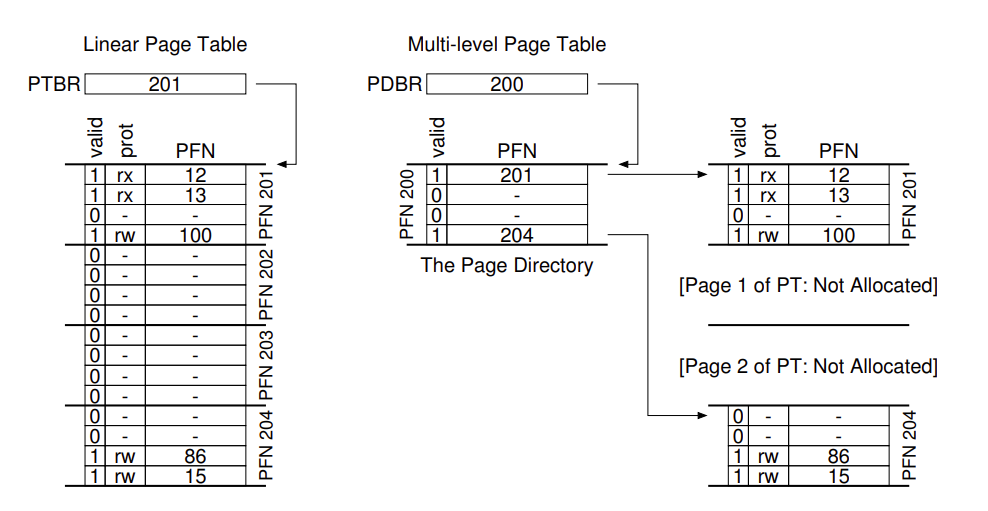 Linear Page Table
PTBR 201
valid prot PFN
1 rx 12
1 rx 13
0 - -
1 rw 100
PFN 201
0 - -
0 - -
0 - -
0 - -
PFN 202
0 - -
0 - -
0 - -
0 - -
PFN 203
0 - -
0 - -
1 rw 86
1 rw 15
PFN 204
Multi-level Page Table
PDBR 200
valid PFN
PFN 200
1 201
0 -
0 -
1 204
The Page Directory
valid prot PFN
1 rx 12
1 rx 13
0 - -
1 rw 100
PFN 201
[Page 1 of PT: Not Allocated]
[Page 2 of PT: Not Allocated]
0 - -
0 - -
1 rw 86
1 rw 15
PFN 204